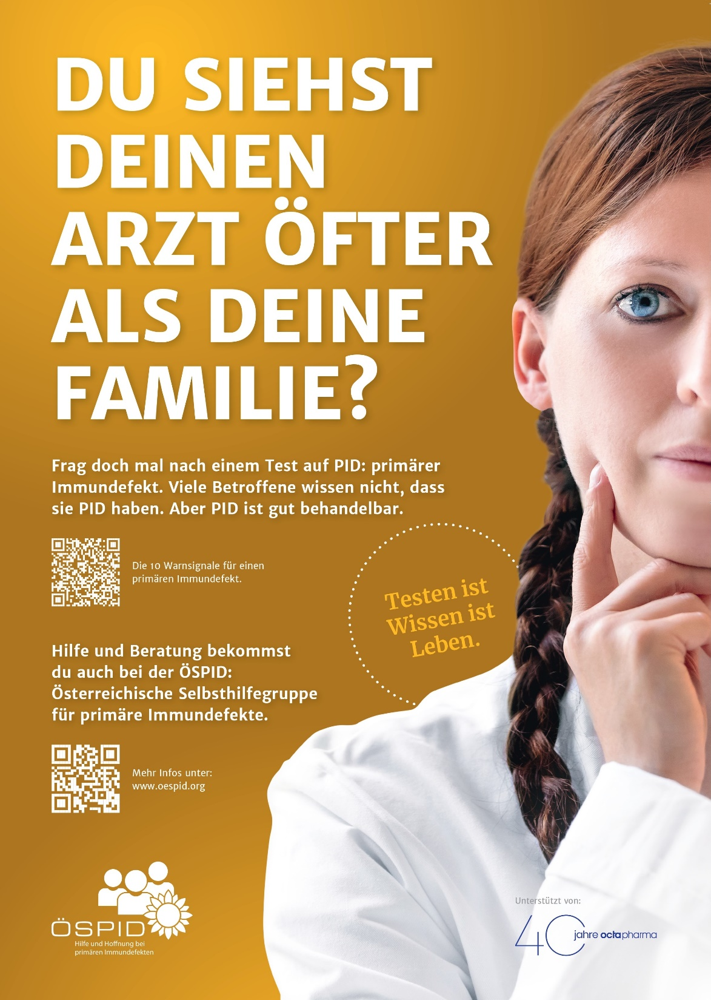 DU SIEHST
DEINEN
ARZT ÖFTER
ALS DEINE
FAMILIE?
Frag doch mal nach einem Test auf PID: primärer
Immundefekt. Viele Betroffene wissen nicht, dass
sie PID haben. Aber PID ist gut behandelbar.
Die 10 Warnsignale für einen
primären Immundefekt.
Testen ist
Wissen ist
Leben.
Hilfe und Beratung bekommst
du auch bei der ÖSPID:
Österreichische Selbsthilfegruppe
für primäre Immundefekte.
Mehr Infos unter:
www.oespid.org
ÖSPID
Hilfe und Hoffnung bei
primären Immundefekten
Unterstützt von:
40 jahre octapharma